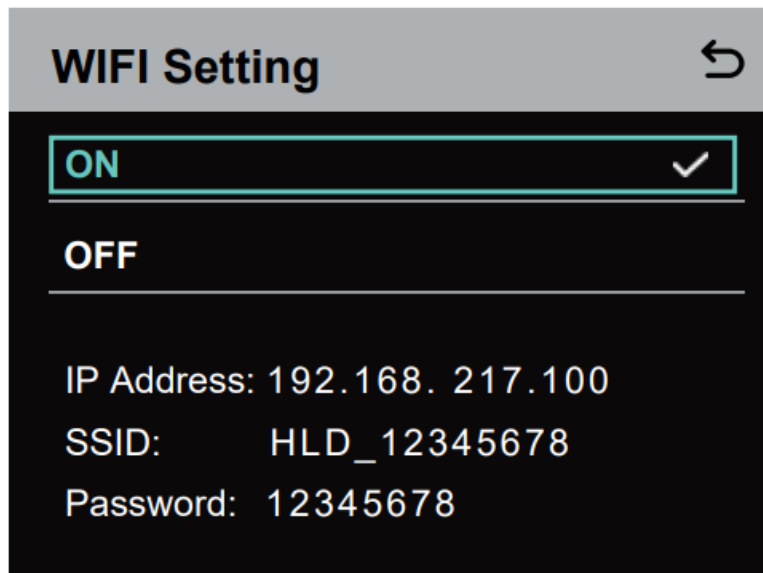 WIFI Setting
ON
OFF
IP Address: 192.168. 217.100
SSID: HLD_12345678
Password: 12345678